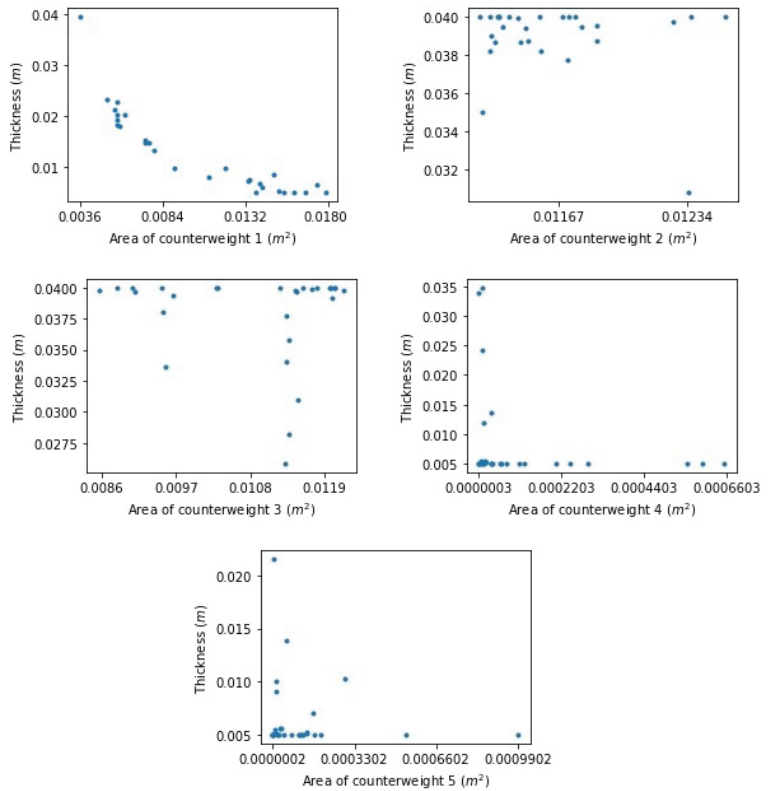 0.04
0.03
0.02
0.01
Thickness (m)
0.0036 0.0084 0.0132 0.0180
Area of counterweight 1 (m²)
0.040
0.038
0.036
0.034
0.032
Thickness (m)
0.01167 0.01234
Area of counterweight 2 (m²)
0.0400
0.0375
0.0350
0.0325
0.0300
0.0275
Thickness (m)
0.0086 0.0097 0.0108 0.0119
Area of counterweight 3 (m²)
0.035
0.030
0.025
0.020
0.015
0.010
0.005
Thickness (m)
0.0000003 0.0002203 0.0004403 0.0006603
Area of counterweight 4 (m²)
0.020
0.015
0.010
0.005
Thickness (m)
0.0000002 0.0003302 0.0006602 0.0009902
Area of counterweight 5 (m²)